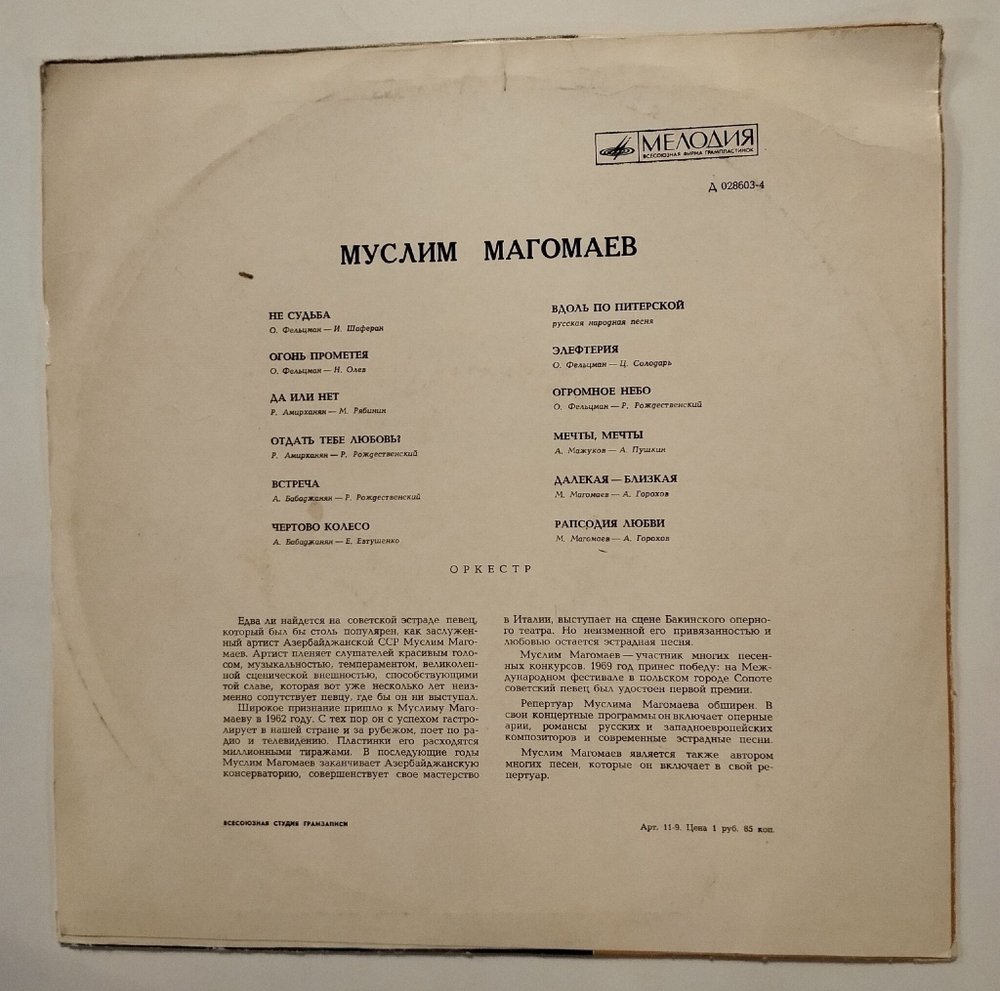 МЕЛОДИЯ
ВСЕСОЮЗНАЯ ФИРМА ГРАМПЛАСТИНОК
Д 028603-4
МУСЛИМ МАГОМАЕВ
НЕ СУДЬБА
О. Фельцман — И. Шаферан
ОГОНЬ ПРОМЕТЕЯ
О. Фельцман — Н. Олев
ДА ИЛИ НЕТ
Р. Амирханян — М. Рябинин
ОТДАТЬ ТЕБЕ ЛЮБОВЬ?
Р. Амирханян — Р. Рождественский
ВСТРЕЧА
А. Бабаджанян — Р. Рождественский
ЧЕРТОВО КОЛЕСО
А. Бабаджанян — Е. Евтушенко
ВДОЛЬ ПО ПИТЕРСКОЙ
русская народная песня
ЭЛЕФТЕРИЯ
О. Фельцман — Ц. Солодарь
ОГРОМНОЕ НЕБО
О. Фельцман — Р. Рождественский
МЕЧТЫ, МЕЧТЫ
А. Мажуков — А. Пушкин
ДАЛЕКАЯ — БЛИЗКАЯ
М. Магомаев — А. Горохов
РАПСОДИЯ ЛЮБВИ
М. Магомаев — А. Горохов
ОРКЕСТР
Едва ли найдется на советской эстраде певец,
который был бы столь популярен, как заслужен-
ный артист Азербайджанской ССР Муслим Маго-
маев. Артист пленяет слушателей красивым голо-
сом, музыкальностью, темпераментом, великолеп-
ной сценической внешностью, способствующими
той славе, которая вот уже несколько лет неиз-
менно сопутствует певцу, где бы он ни выступал.
Широкое признание пришло к Муслиму Маго-
маеву в 1962 году. С тех пор он с успехом гастро-
лирует в нашей стране и за рубежом, поет по ра-
дио и телевидению. Пластинки его расходятся
миллионными тиражами. В последующие годы
Муслим Магомаев заканчивает Азербайджанскую
консерваторию, совершенствует свое мастерство
в Италии, выступает на сцене Бакинского оперно-
го театра. Но неизменной его привязанностью и
любовью остается эстрадная песня.
Муслим Магомаев — участник многих песен-
ных конкурсов. 1969 год принес победу: на Меж-
дународном фестивале в польском городе Сопоте
советский певец был удостоен первой премии.
Репертуар Муслима Магомаева обширен. В
свои концертные программы он включает оперные
арии, романсы русских и западноевропейских
композиторов и современные эстрадные песни.
Муслим Магомаев является также автором
многих песен, которые он включает в свой ре-
пертуар.
ВСЕСОЮЗНАЯ СТУДИЯ ГРАМЗАПИСИ
Арт. 11-9. Цена 1 руб. 85 коп.